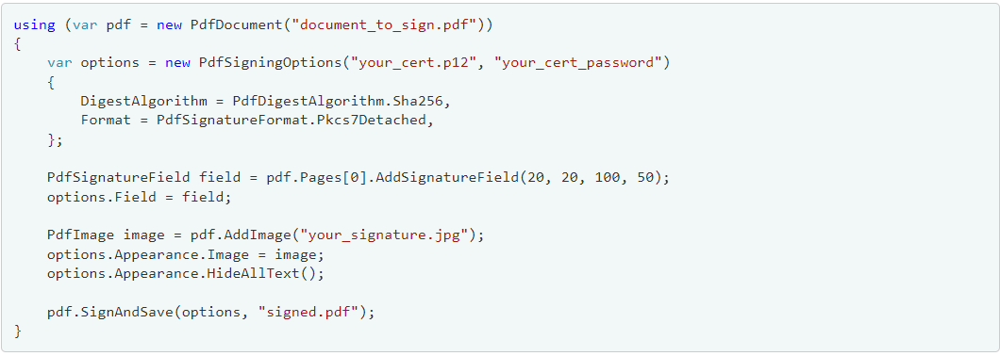 using (var pdf = new PdfDocument("document_to_sign.pdf"))
{
    var options = new PdfSigningOptions("your_cert.p12", "your_cert_password")
    {
        DigestAlgorithm = PdfDigestAlgorithm.Sha256,
        Format = PdfSignatureFormat.Pkcs7Detached,
    };

    PdfSignatureField field = pdf.Pages[0].AddSignatureField(20, 20, 100, 50);
    options.Field = field;

    PdfImage image = pdf.AddImage("your_signature.jpg");
    options.Appearance.Image = image;
    options.Appearance.HideAllText();

    pdf.SignAndSave(options, "signed.pdf");
}